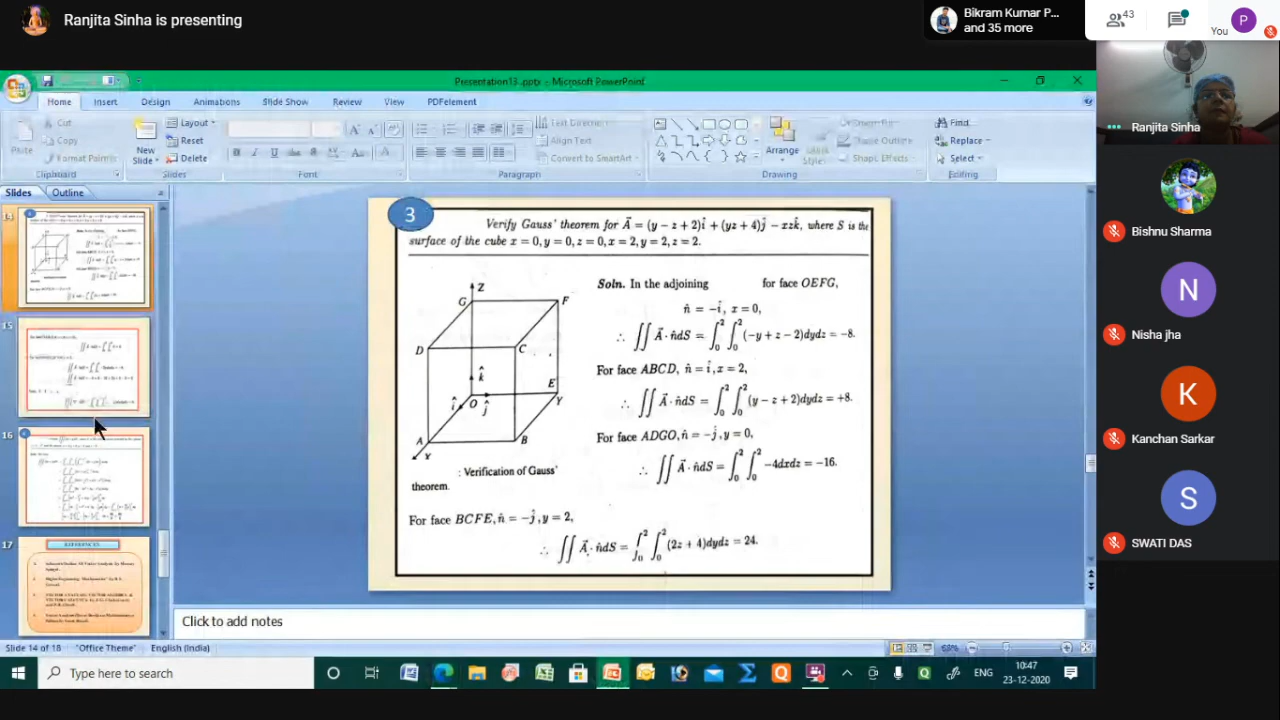 Ranjita Sinha is presenting
Bikram Kumar P...
and 35 more
43
You
P
Presentation13 .pptx - Microsoft PowerPoint
Home Insert Design Animations Slide Show Review View PDFelement
Paste
Cut
Copy
Format Painter
Clipboard
New
Slide
Layout
Reset
Delete
Slides
Font
Text Direction
Align Text
Convert to SmartArt
Paragraph
Arrange
Shape Outline
Shape Effects
Drawing
Find
Replace
Select
Editing
Slides Outline
14
15
16
17
REFERENCES
3
Verify Gauss' theorem for A⃗ = (y − z + 2)î + (yz + 4)ĵ − xzk, where S is the
surface of the cube x = 0, y = 0, z = 0, x = 2, y = 2, z = 2.
Z
G
F
D
C
k̂
E
O
î
ĵ
Y
A
B
: Verification of Gauss'
theorem.
For face BCFE, n̂ = −ĵ, y = 2,
∴ ∬ A⃗ · n̂dS = ∫₀² ∫₀² (2z + 4)dydz = 24.
Soln. In the adjoining for face OEFG,
n̂ = −î, x = 0,
∴ ∬ A⃗ · n̂dS = ∫₀² ∫₀² (−y + z − 2)dydz = −8.
For face ABCD, n̂ = î, x = 2,
∴ ∬ A⃗ · n̂dS = ∫₀² ∫₀² (y − z + 2)dydz = +8.
For face ADGO, n̂ = −ĵ, y = 0,
∴ ∬ A⃗ · n̂dS = ∫₀² ∫₀² −4dxdz = −16.
Click to add notes
Slide 14 of 18 "Office Theme" English (India)
Type here to search
ENG
10:47
23-12-2020
Ranjita Sinha
Bishnu Sharma
N
Nisha jha
K
Kanchan Sarkar
S
SWATI DAS